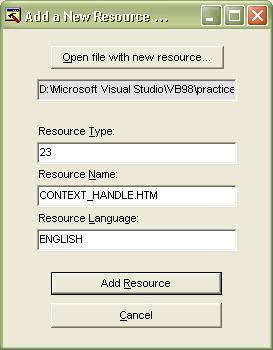 Add a New Resource ...
Open file with new resource...
D:\Microsoft Visual Studio\VB98\practice
Resource Type:
23
Resource Name:
CONTEXT_HANDLE.HTM
Resource Language:
ENGLISH
Add Resource
Cancel